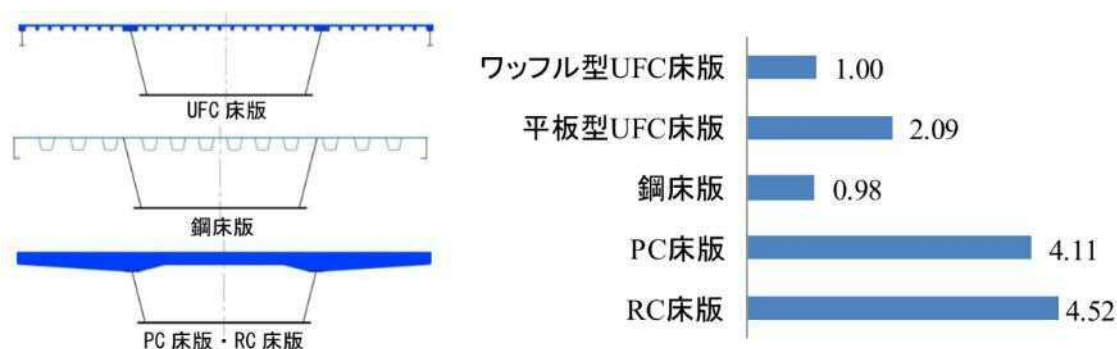 UFC 床版
鋼床版
PC 床版・RC 床版
ワッフル型UFC床版
1.00
平板型UFC床版
2.09
鋼床版
0.98
PC床版
4.11
RC床版
4.52